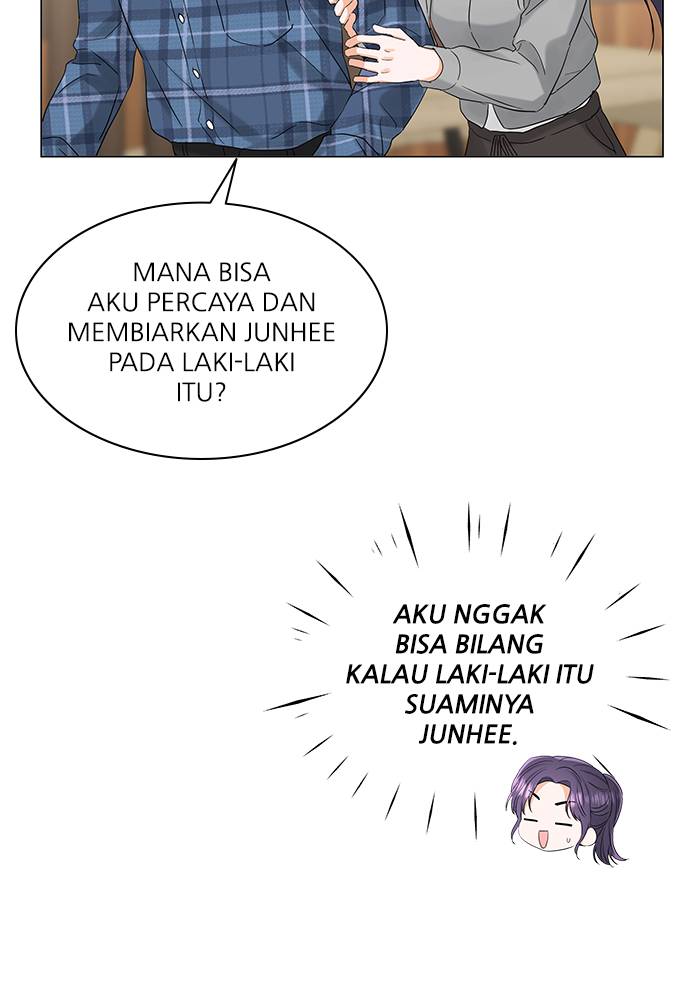 MANA BISA
AKU PERCAYA DAN
MEMBIARKAN JUNHEE
PADA LAKI-LAKI
ITU?
AKU NGGAK
BISA BILANG
KALAU LAKI-LAKI ITU
SUAMINYA
JUNHEE.